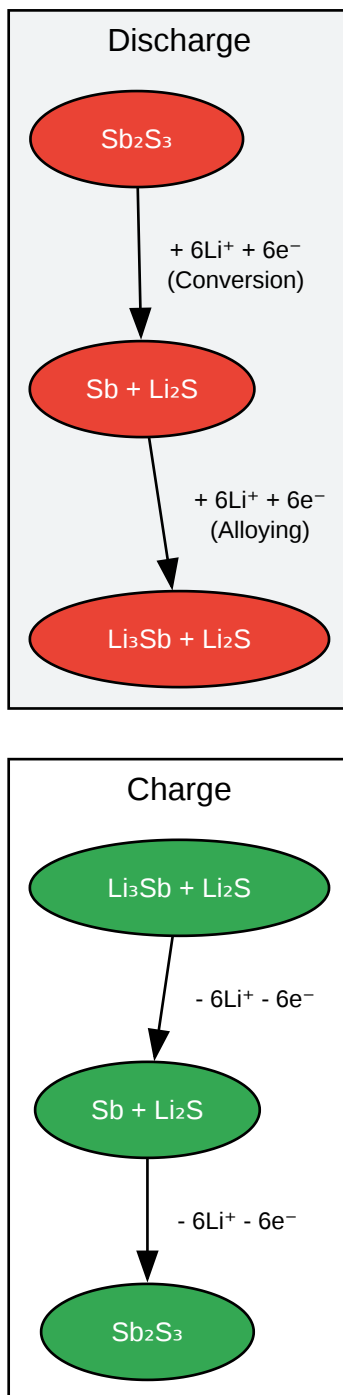 Discharge
Sb₂S₃
+ 6Li⁺ + 6e⁻
(Conversion)
Sb + Li₂S
+ 6Li⁺ + 6e⁻
(Alloying)
Li₃Sb + Li₂S
Charge
Li₃Sb + Li₂S
- 6Li⁺ - 6e⁻
Sb + Li₂S
- 6Li⁺ - 6e⁻
Sb₂S₃